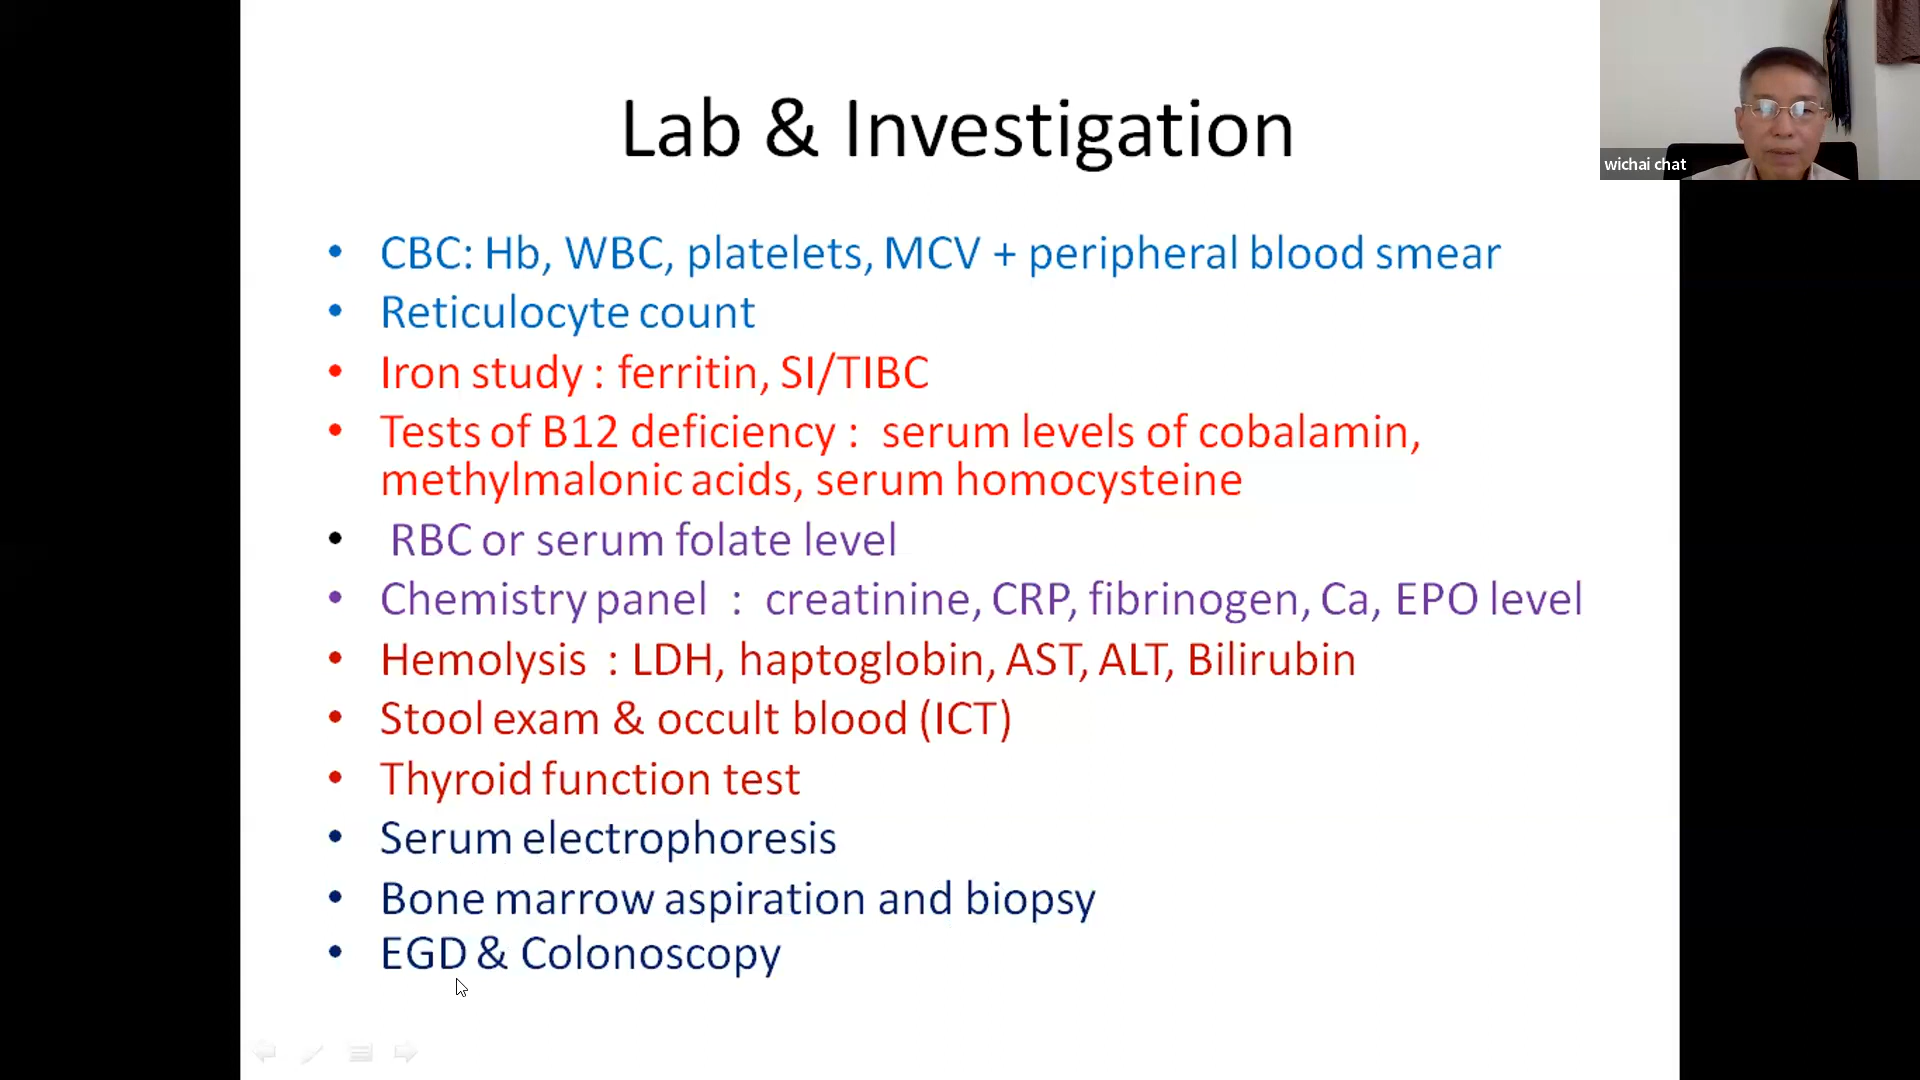 Lab & Investigation
wichai chat
• CBC: Hb, WBC, platelets, MCV + peripheral blood smear
• Reticulocyte count
• Iron study : ferritin, SI/TIBC
• Tests of B12 deficiency :  serum levels of cobalamin,
methylmalonic acids, serum homocysteine
• RBC or serum folate level
• Chemistry panel  :  creatinine, CRP, fibrinogen, Ca, EPO level
• Hemolysis  : LDH, haptoglobin, AST, ALT, Bilirubin
• Stool exam & occult blood (ICT)
• Thyroid function test
• Serum electrophoresis
• Bone marrow aspiration and biopsy
• EGD & Colonoscopy